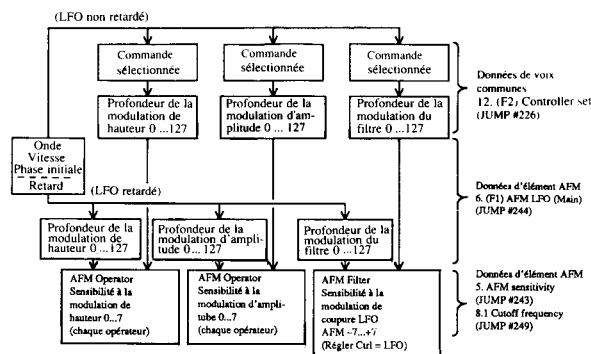 (LFO non retardé)
Commande
sélectionnée
Commande
sélectionnée
Commande
sélectionnée
Profondeur de la
modulation de
hauteur 0 ...127
Profondeur de la
modulation d'am-
plitude 0 ...127
Profondeur de la
modulation du
filtre 0 ...127
Données de voix
communes
12. (F2) Controller set
(JUMP #226)
Onde
Vitesse
Phase initiale
Retard
(LFO retardé)
Profondeur de la
modulation de
hauteur 0 ...127
Profondeur de la
modulation d'ampli-
tude 0 ...127
Profondeur de la
modulation du
filtre 0 ...127
Données d'élément AFM
6. (F1) AFM LFO (Main)
(JUMP #244)
AFM Operator
Sensibilité à la
modulation de
hauteur 0...7
(chaque opérateur)
AFM Operator
Sensibilité à la
modulation d'ampli-
tube 0...7
(chaque opérateur)
AFM Filter
Sensibilité à la
modulation de
coupure LFO
AFM -7...+7
(Régler Ctrl = LFO)
Données d'élément AFM
5. AFM sensitivity
(JUMP #243)
8.1 Cutoff frequency
(JUMP #249)